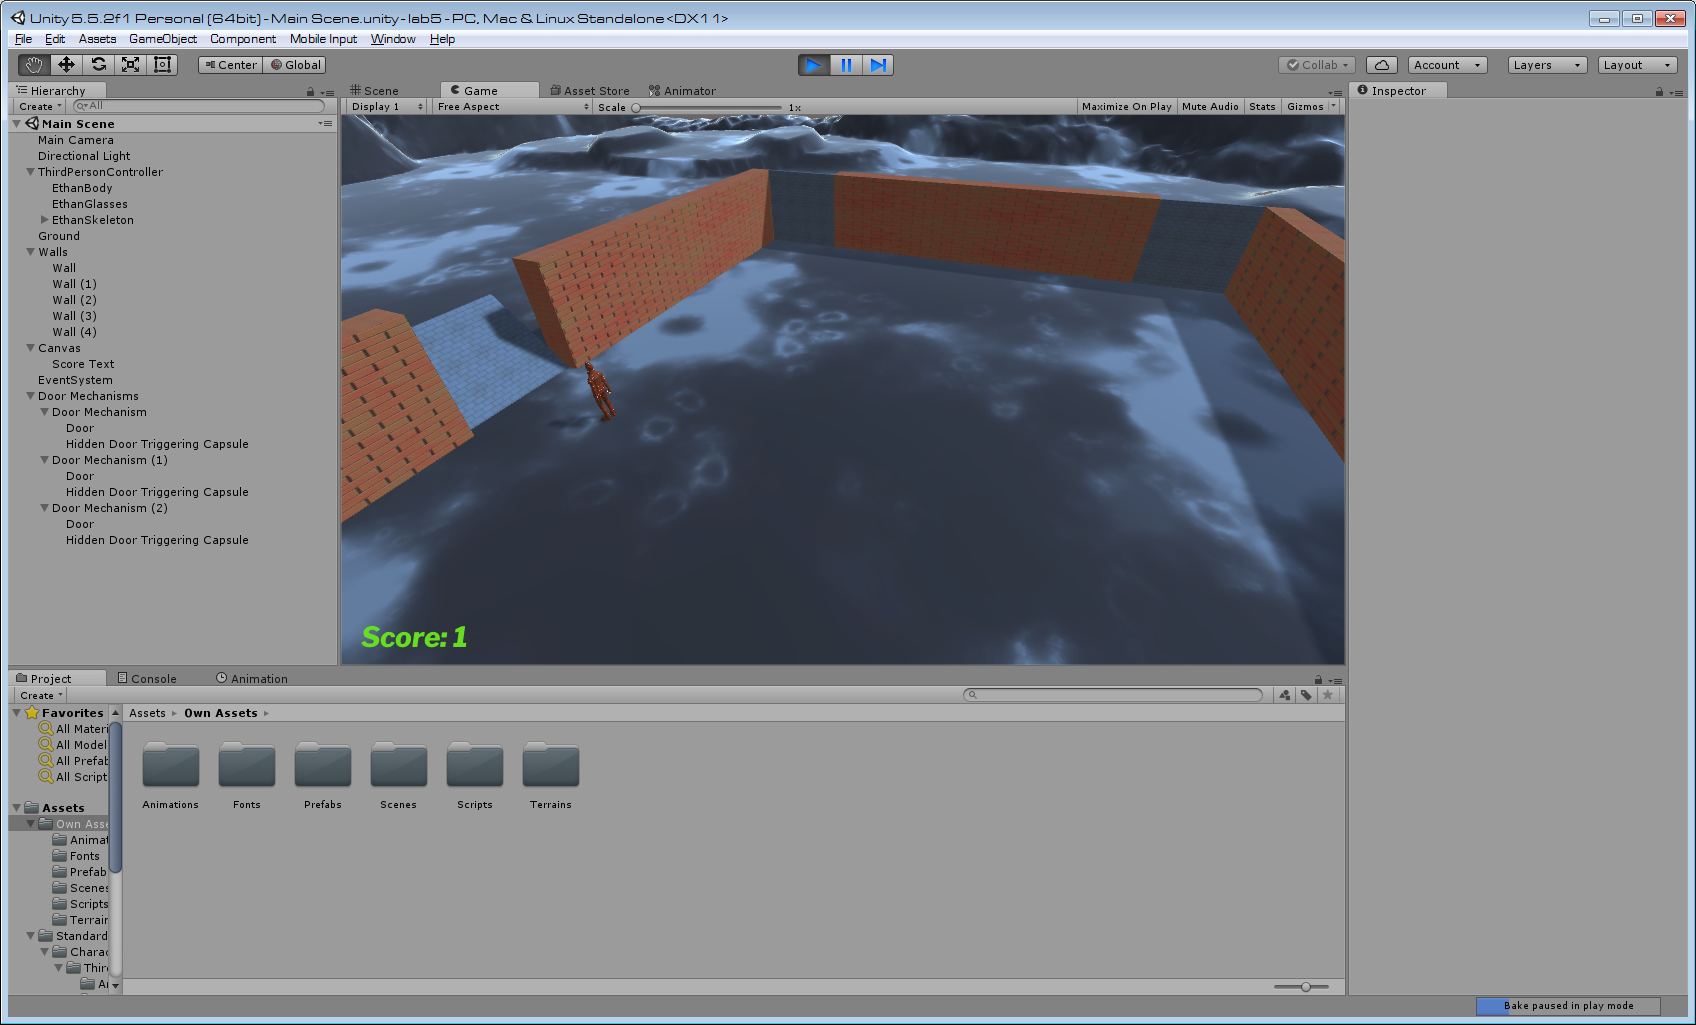 Unity 5.5.2f1 Personal (64bit) - Main Scene.unity - lab5 - PC, Mac & Linux Standalone <DX11>
File Edit Assets GameObject Component Mobile Input Window Help
Center Global Collab Account Layers Layout
Hierarchy
Create All
Main Scene
Main Camera
Directional Light
ThirdPersonController
EthanBody
EthanGlasses
EthanSkeleton
Ground
Walls
Wall
Wall (1)
Wall (2)
Wall (3)
Wall (4)
Canvas
Score Text
EventSystem
Door Mechanisms
Door Mechanism
Door
Hidden Door Triggering Capsule
Door Mechanism (1)
Door
Hidden Door Triggering Capsule
Door Mechanism (2)
Door
Hidden Door Triggering Capsule
Scene Game Asset Store Animator
Display 1 Free Aspect Scale 1x Maximize On Play Mute Audio Stats Gizmos
Score: 1
Inspector
Project Console Animation
Create
Favorites
All Materi
All Model
All Prefab
All Script
Assets
Own Asse
Animat
Fonts
Prefab
Scenes
Scripts
Terrain
Standard
Charac
Thir
Ar
Assets Own Assets
Animations Fonts Prefabs Scenes Scripts Terrains
Bake paused in play mode